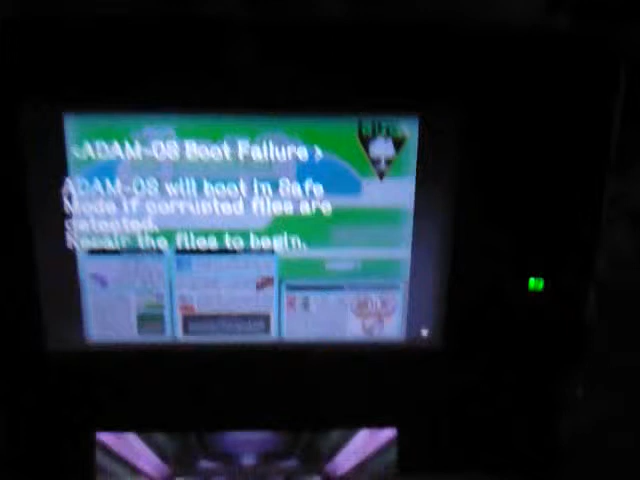 <ADAM-OS Boot Failure>
ADAM-OS will boot in Safe
Mode if corrupted files are
detected.
Repair the files to begin.